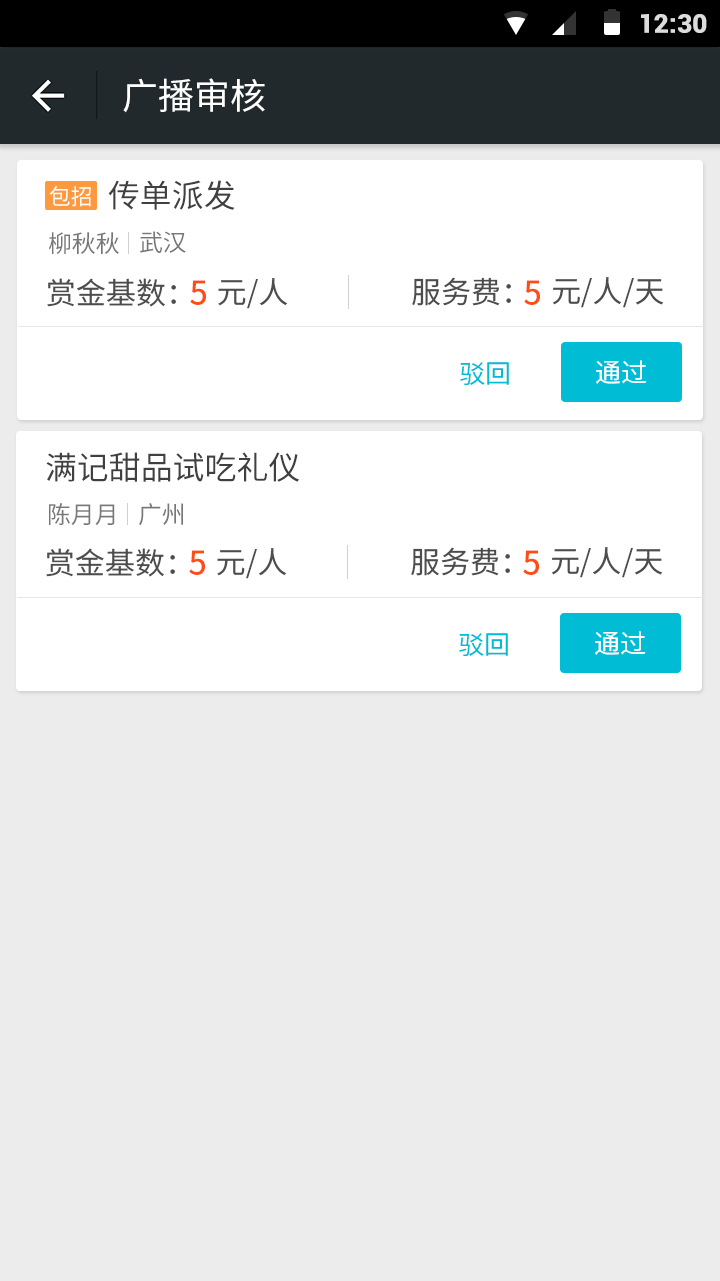 12:30
广播审核
包招 传单派发
柳秋秋 武汉
赏金基数：5 元/人 服务费：5 元/人/天
驳回 通过
满记甜品试吃礼仪
陈月月 广州
赏金基数：5 元/人 服务费：5 元/人/天
驳回 通过